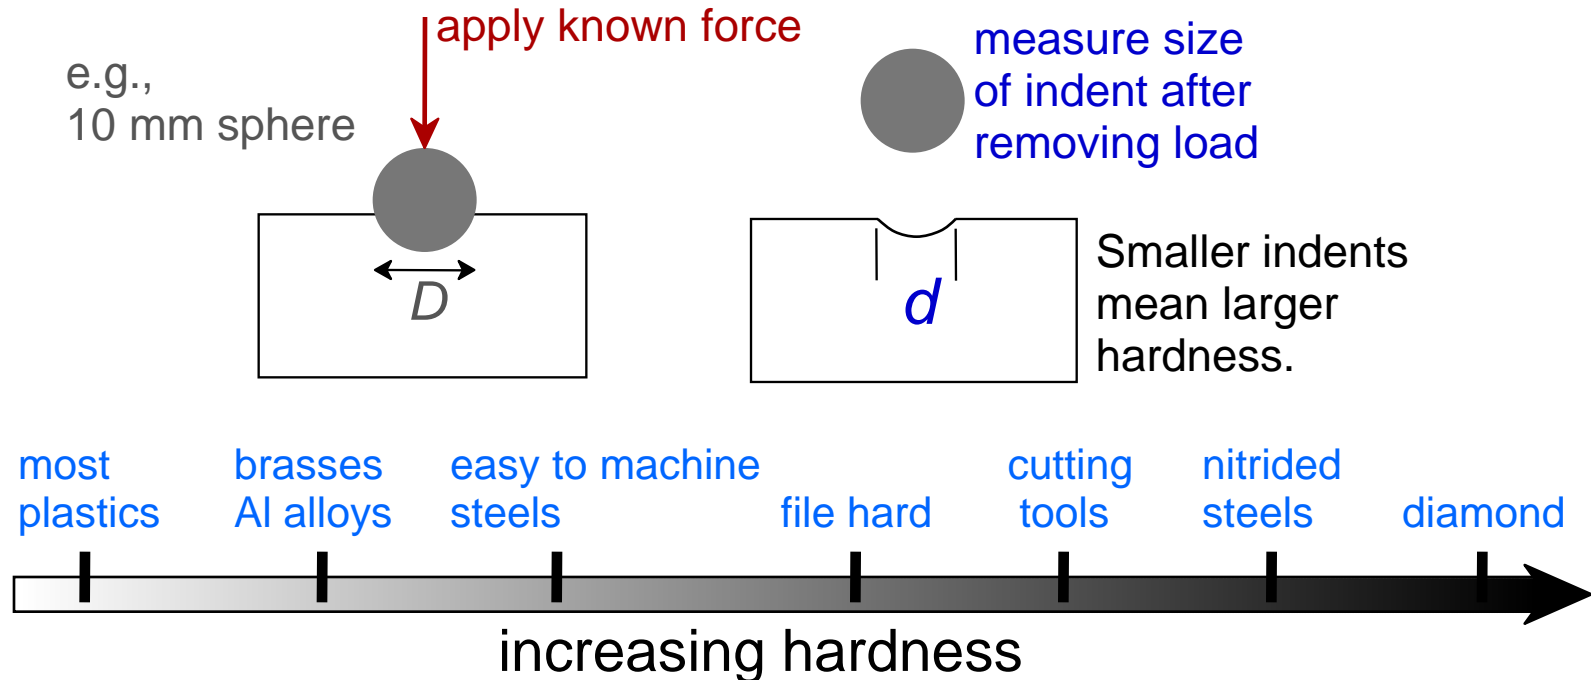 apply known force
e.g.,
10 mm sphere
D
measure size
of indent after
removing load
d
Smaller indents
mean larger
hardness.
most
plastics
brasses
Al alloys
easy to machine
steels
file hard
cutting
tools
nitrided
steels
diamond
increasing hardness